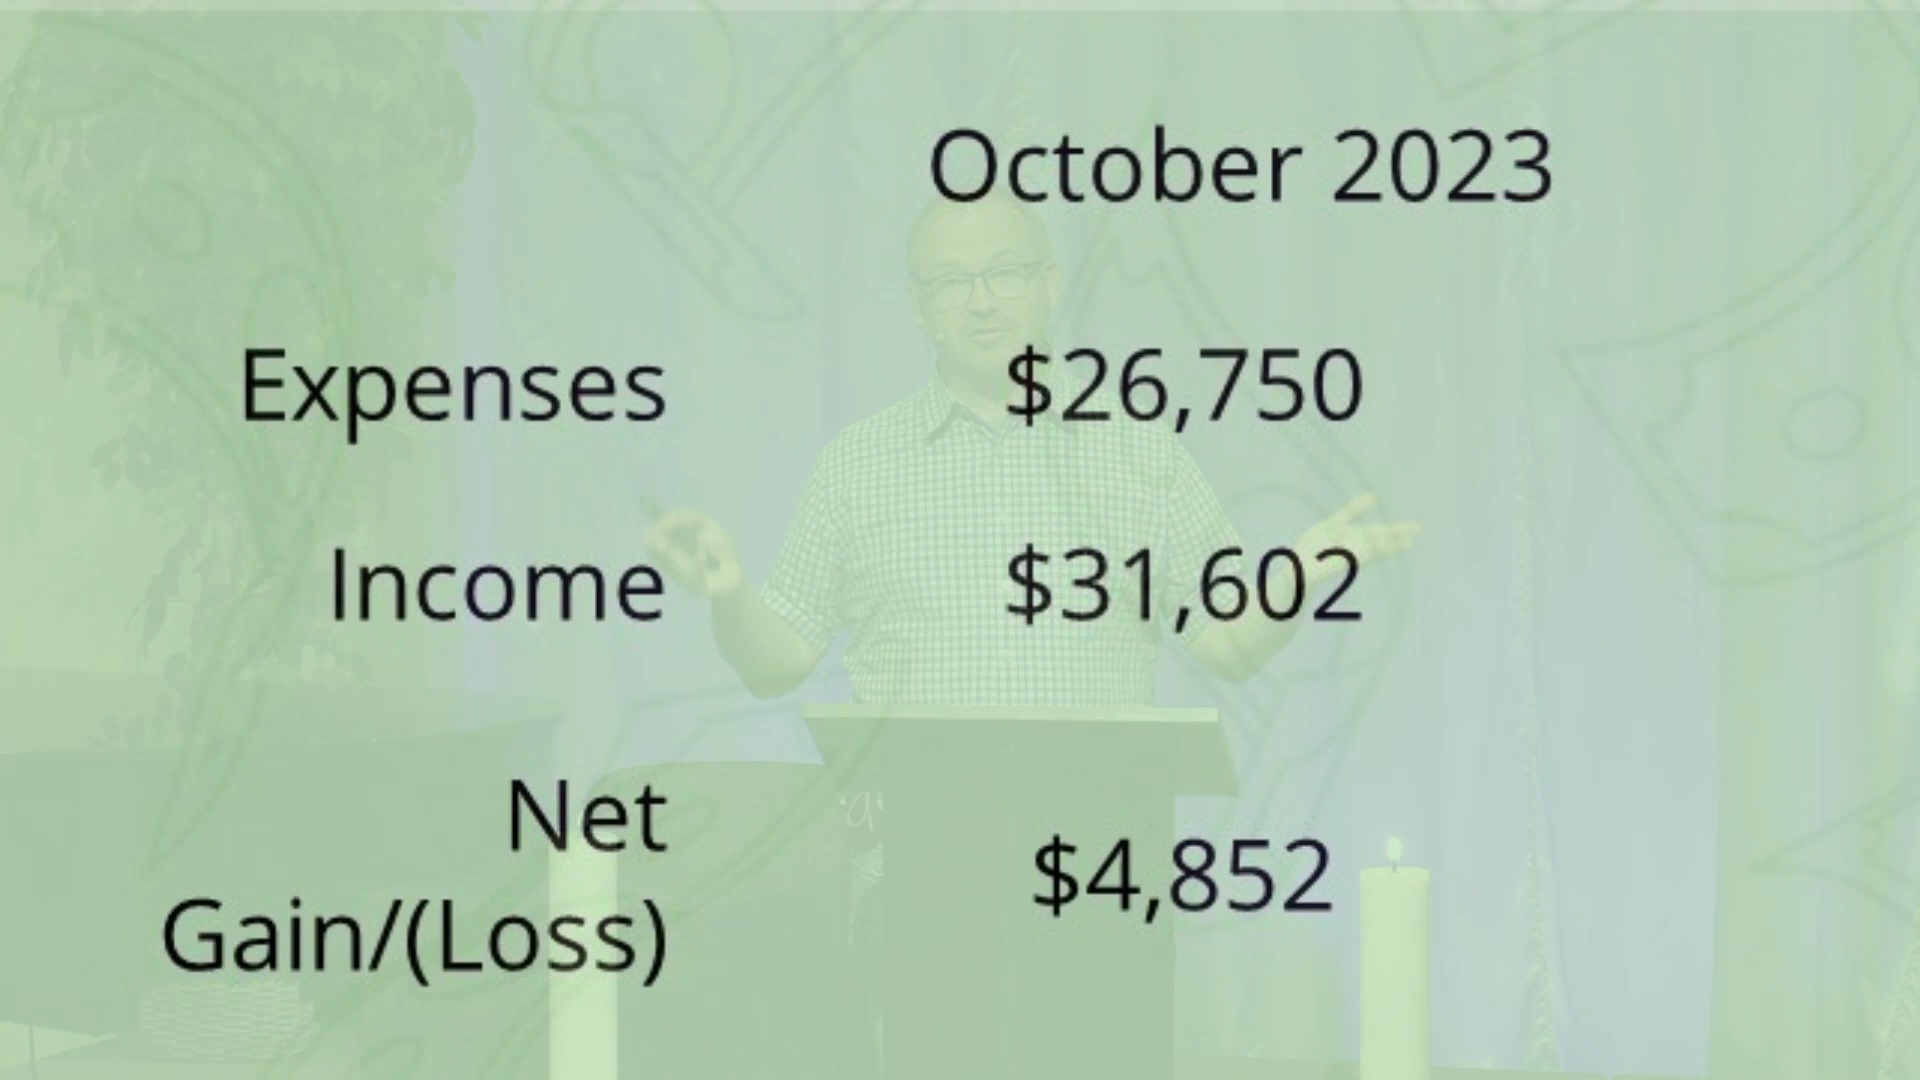 October 2023
Expenses $26,750
Income $31,602
Net
Gain/(Loss) $4,852